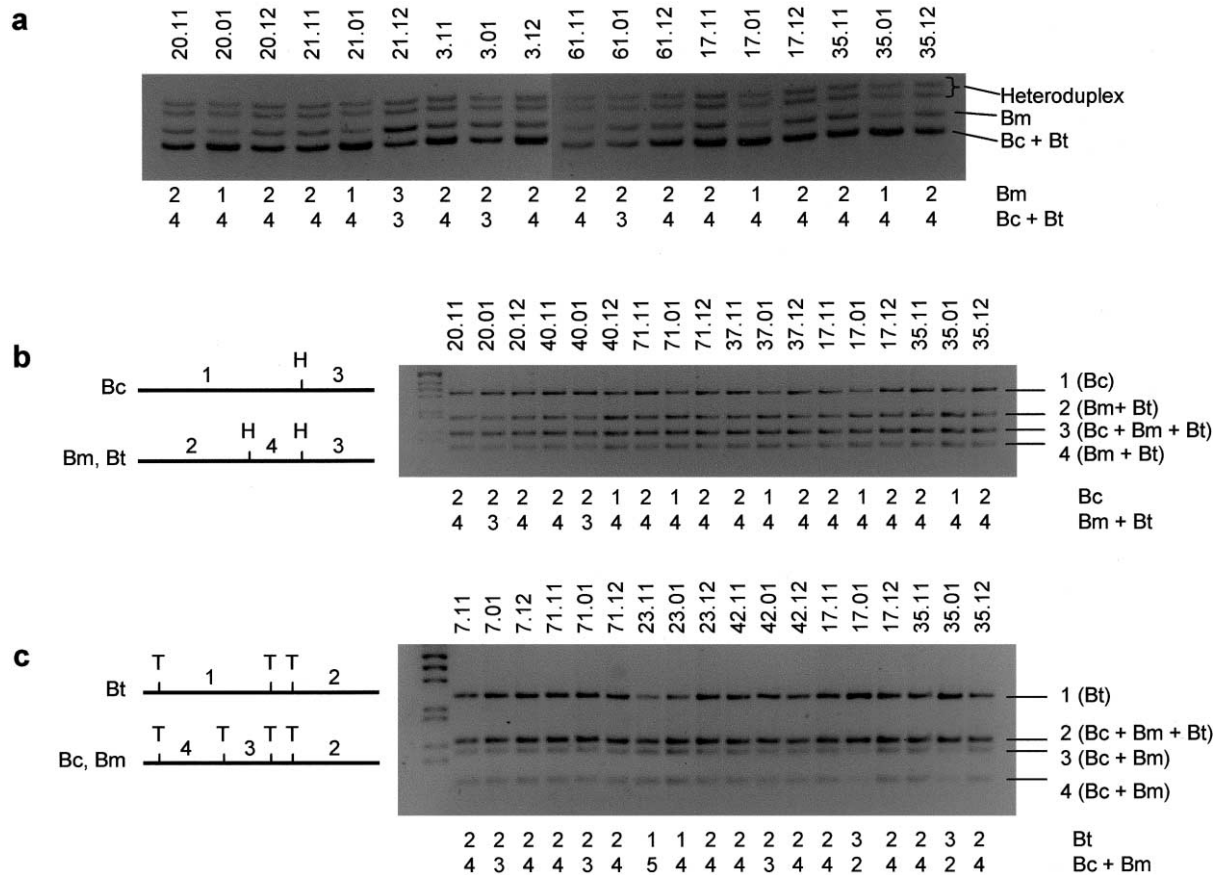 a
20.11 20.01 20.12 21.11 21.01 21.12 3.11 3.01 3.12 61.11 61.01 61.12 17.11 17.01 17.12 35.11 35.01 35.12
Heteroduplex
Bm
Bc + Bt
2 1 2 2 1 3 2 2 2 2 2 2 2 1 2 2 1 2 Bm
4 4 4 4 4 3 4 3 4 4 3 4 4 4 4 4 4 4 Bc + Bt
b
20.11 20.01 20.12 40.11 40.01 40.12 71.11 71.01 71.12 37.11 37.01 37.12 17.11 17.01 17.12 35.11 35.01 35.12
H
1 3
Bc
H H
2 4 3
Bm, Bt
1 (Bc)
2 (Bm+ Bt)
3 (Bc + Bm + Bt)
4 (Bm + Bt)
2 2 2 2 2 1 2 1 2 2 1 2 2 1 2 2 1 2 Bc
4 3 4 4 3 4 4 4 4 4 4 4 4 4 4 4 4 4 Bm + Bt
c
7.11 7.01 7.12 71.11 71.01 71.12 23.11 23.01 23.12 42.11 42.01 42.12 17.11 17.01 17.12 35.11 35.01 35.12
T T T
1 2
Bt
T T T T
4 3 2
Bc, Bm
1 (Bt)
2 (Bc + Bm + Bt)
3 (Bc + Bm)
4 (Bc + Bm)
2 2 2 2 2 2 1 1 2 2 2 2 2 3 2 2 3 2 Bt
4 3 4 4 3 4 5 4 4 4 3 4 4 2 4 4 2 4 Bc + Bm